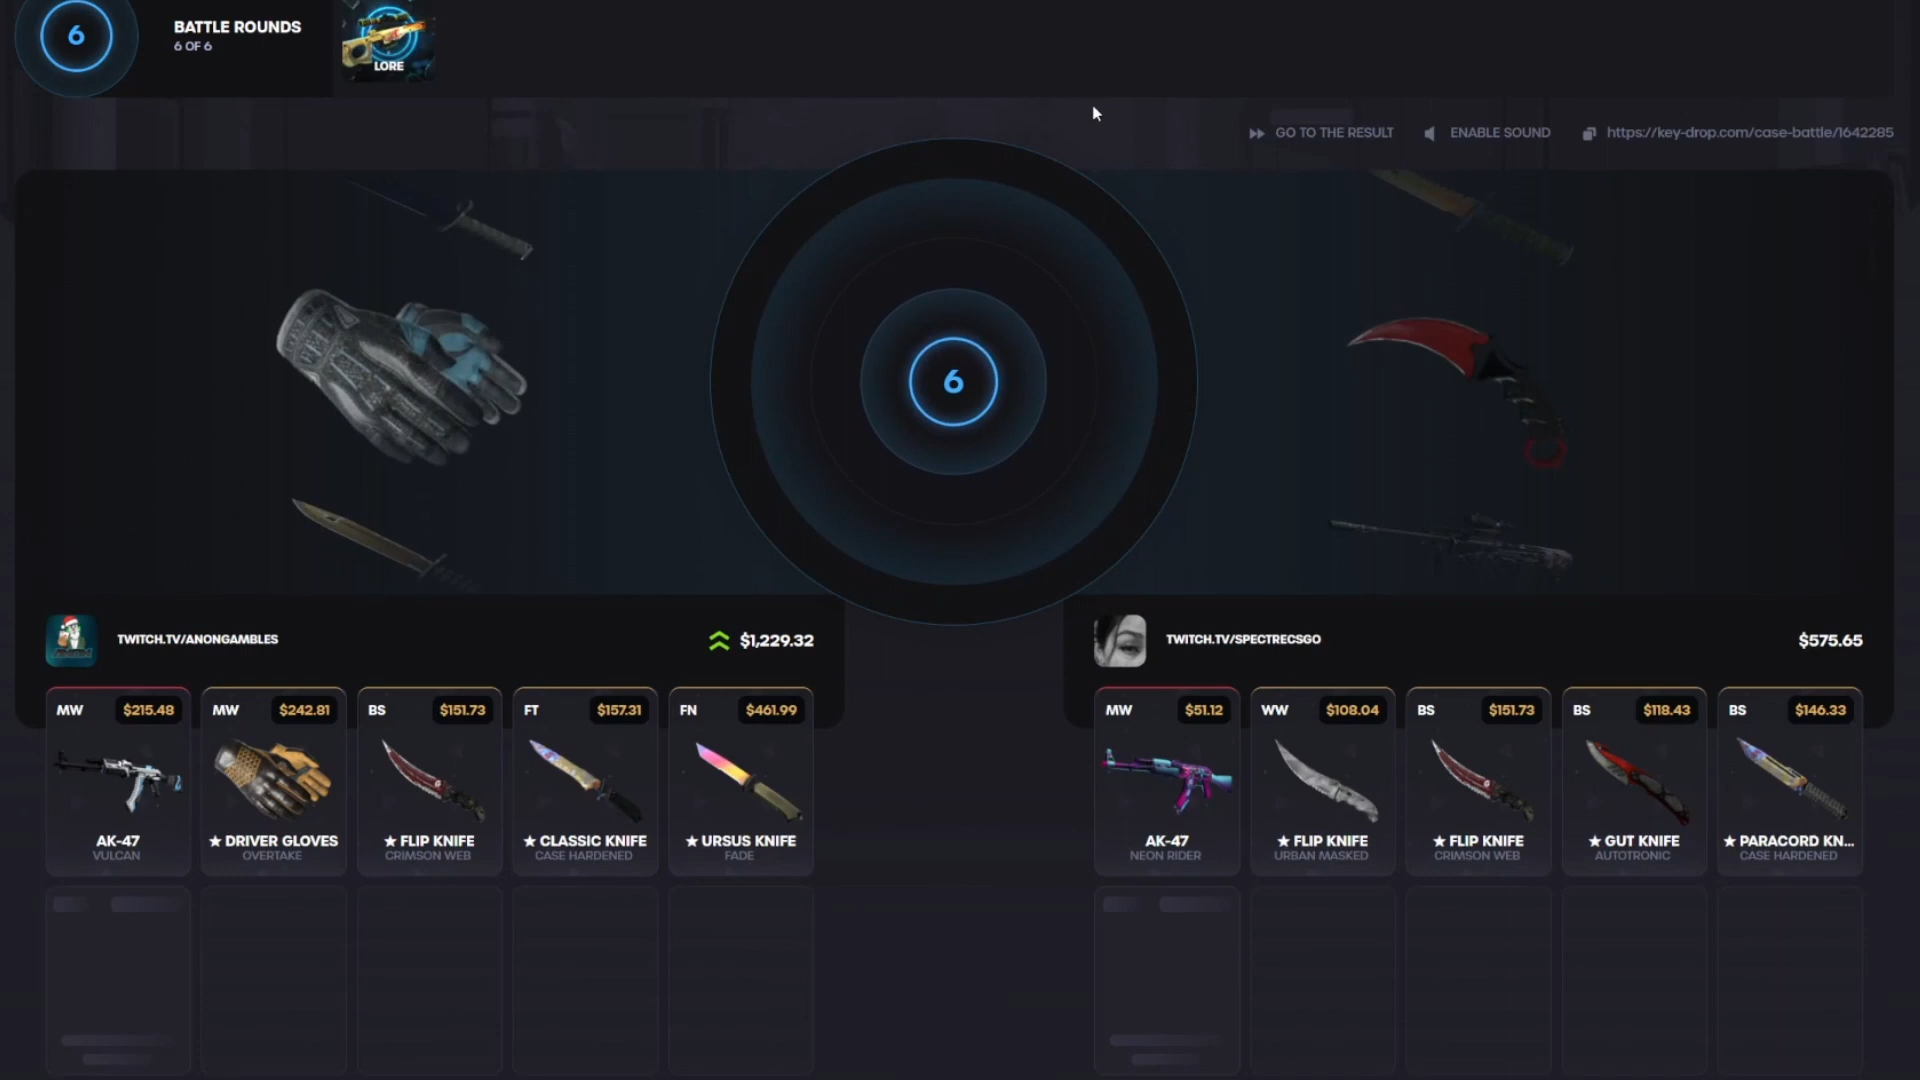 6
BATTLE ROUNDS
6 OF 6
LORE
GO TO THE RESULT
ENABLE SOUND
https://key-drop.com/case-battle/1642285
6
TWITCH.TV/ANONGAMBLES
$1,229.32
TWITCH.TV/SPECTRECSGO
$575.65
MW $215.48
AK-47
VULCAN
MW $242.81
★ DRIVER GLOVES
OVERTAKE
BS $151.73
★ FLIP KNIFE
CRIMSON WEB
FT $157.31
★ CLASSIC KNIFE
CASE HARDENED
FN $461.99
★ URSUS KNIFE
FADE
MW $51.12
AK-47
NEON RIDER
WW $108.04
★ FLIP KNIFE
URBAN MASKED
BS $151.73
★ FLIP KNIFE
CRIMSON WEB
BS $118.43
★ GUT KNIFE
AUTOTRONIC
BS $146.33
★ PARACORD KN...
CASE HARDENED